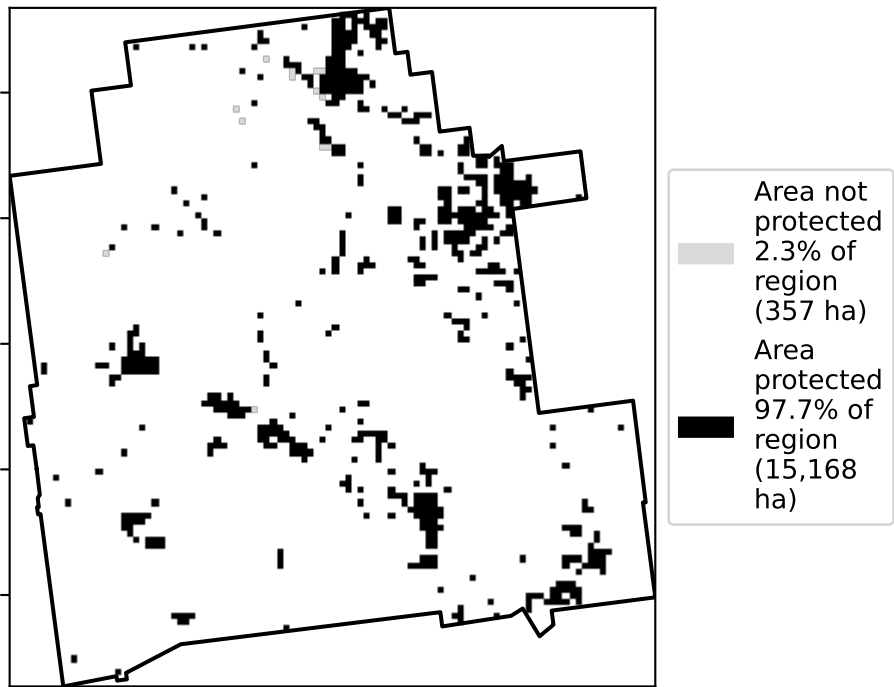 Area not
protected
2.3% of
region
(357 ha)
Area
protected
97.7% of
region
(15,168
ha)